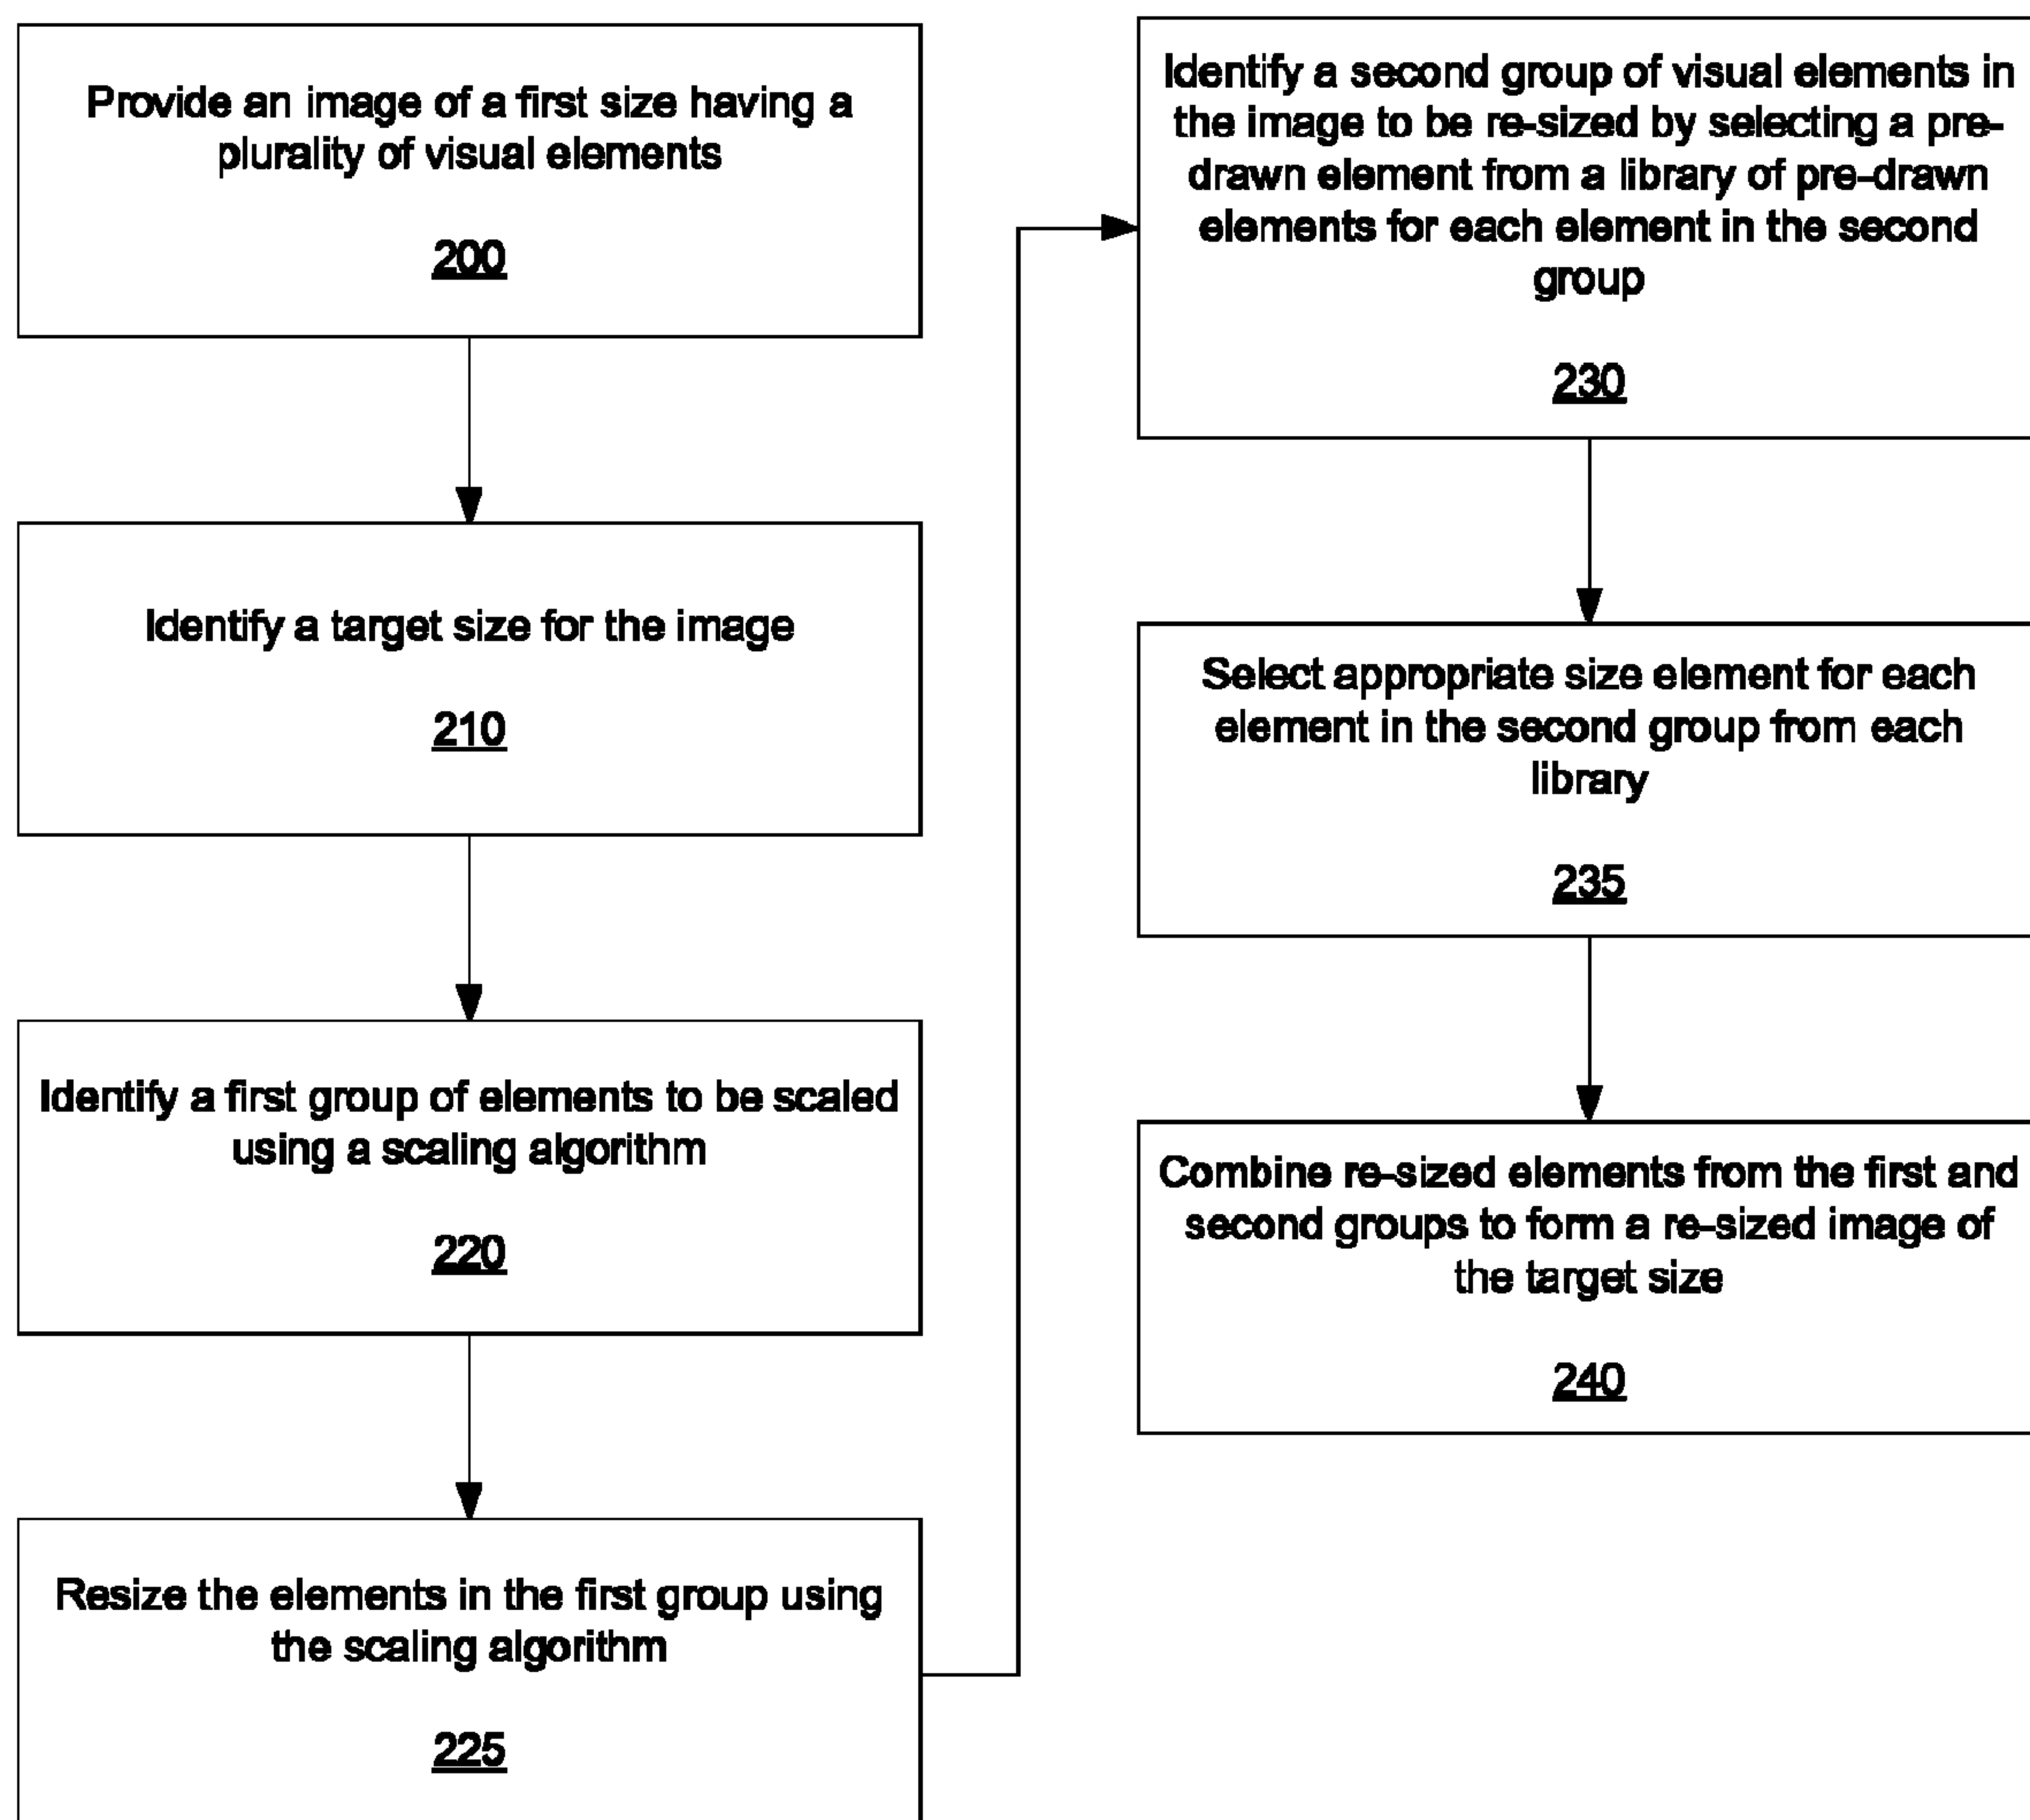 Provide an image of a first size having a
plurality of visual elements
200
Identify a target size for the image
210
Identify a first group of elements to be scaled
using a scaling algorithm
220
Resize the elements in the first group using
the scaling algorithm
225
Identify a second group of visual elements in
the image to be re-sized by selecting a pre-
drawn element from a library of pre-drawn
elements for each element in the second
group
230
Select appropriate size element for each
element in the second group from each
library
235
Combine re-sized elements from the first and
second groups to form a re-sized image of
the target size
240